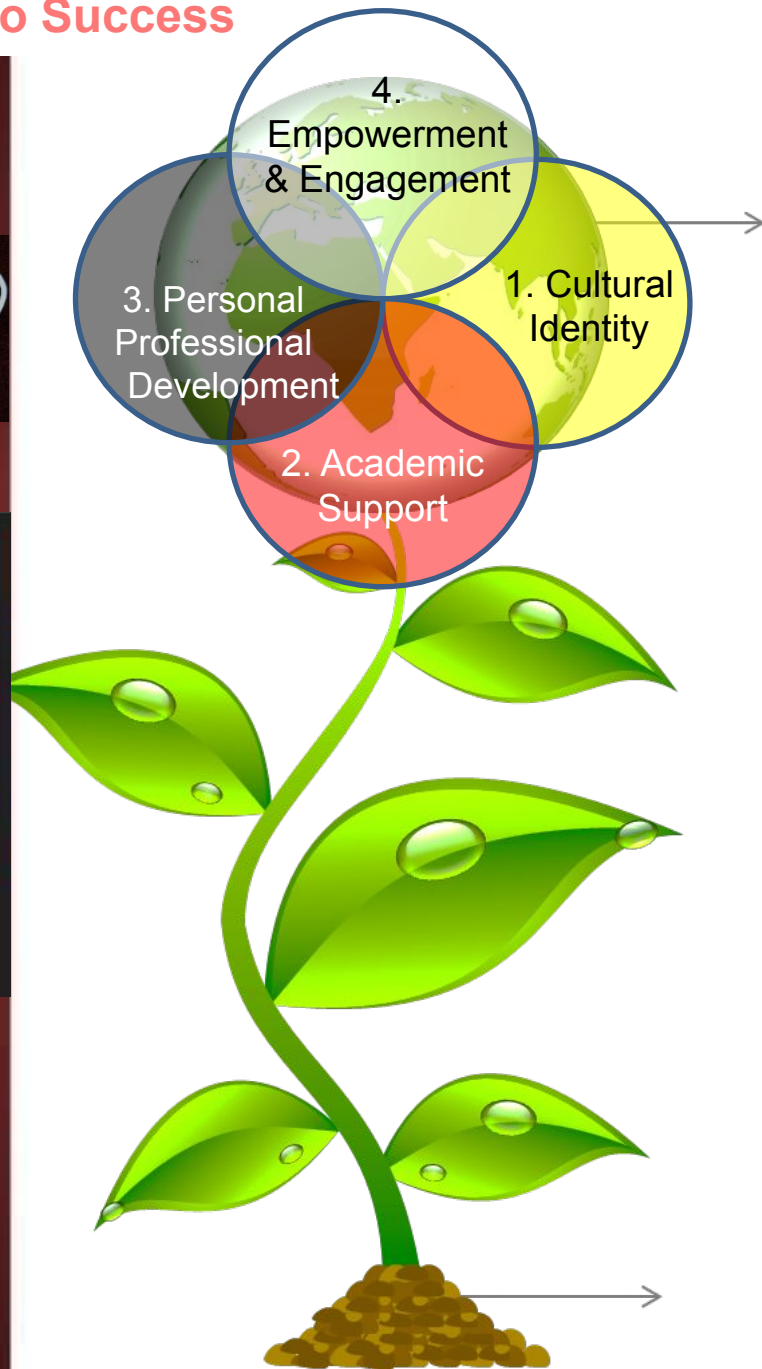 o Success
4.
Empowerment
& Engagement
1. Cultural
Identity
3. Personal
Professional
Development
2. Academic
Support